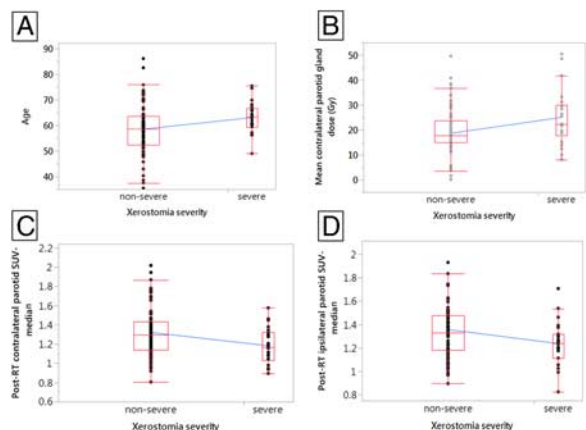 A
90
80
70
60
50
40
Age
non-severe
severe
Xerostomia severity
B
60
50
40
30
20
10
0
Mean contralateral parotid gland
dose (Gy)
non-severe
severe
Xerostomia severity
C
2.2
2
1.8
1.6
1.4
1.2
1
0.8
0.6
Post-RT contralateral parotid SUV-
median
non-severe
severe
Xerostomia severity
D
2
1.8
1.6
1.4
1.2
1
0.8
Post-RT ipsilateral parotid SUV-
median
non-severe
severe
Xerostomia severity